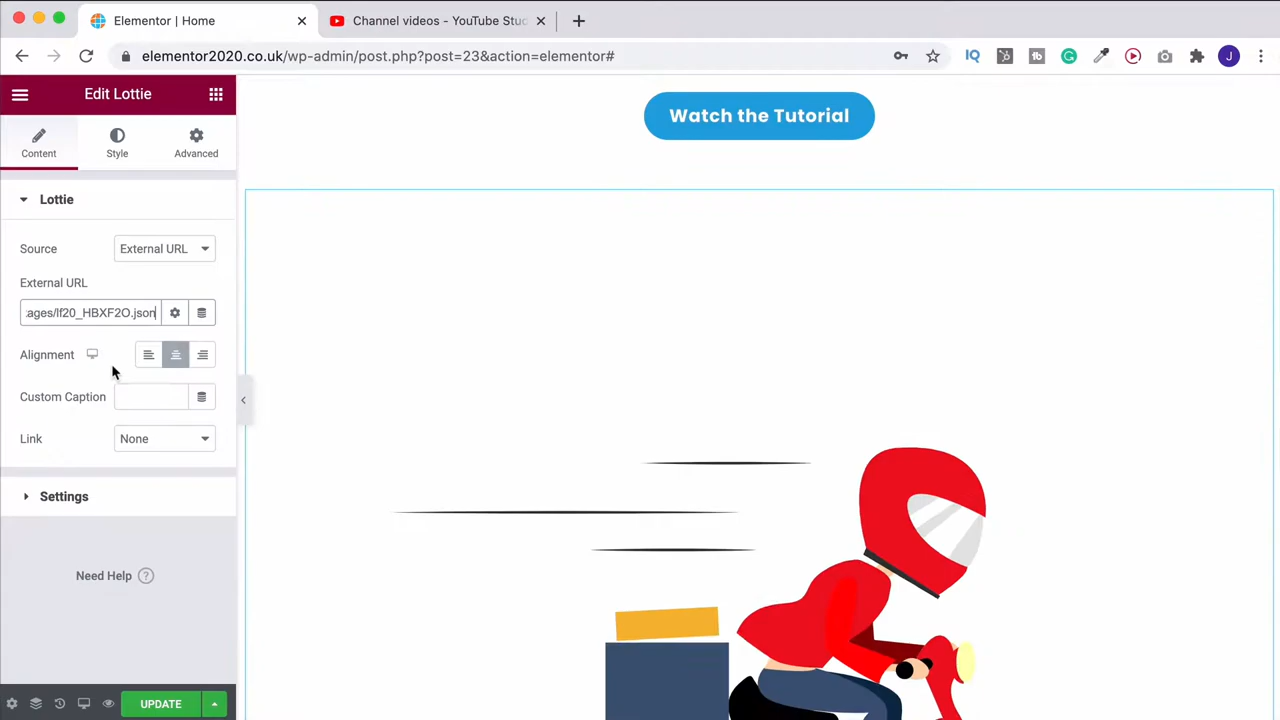 Elementor | Home
Channel videos - YouTube Stud
elementor2020.co.uk/wp-admin/post.php?post=23&action=elementor#
IQ
tb
G
J
Edit Lottie
Watch the Tutorial
Content
Style
Advanced
Lottie
Source
External URL
External URL
ages/lf20_HBXF2O.json
Alignment
Custom Caption
Link
None
Settings
Need Help ?
UPDATE